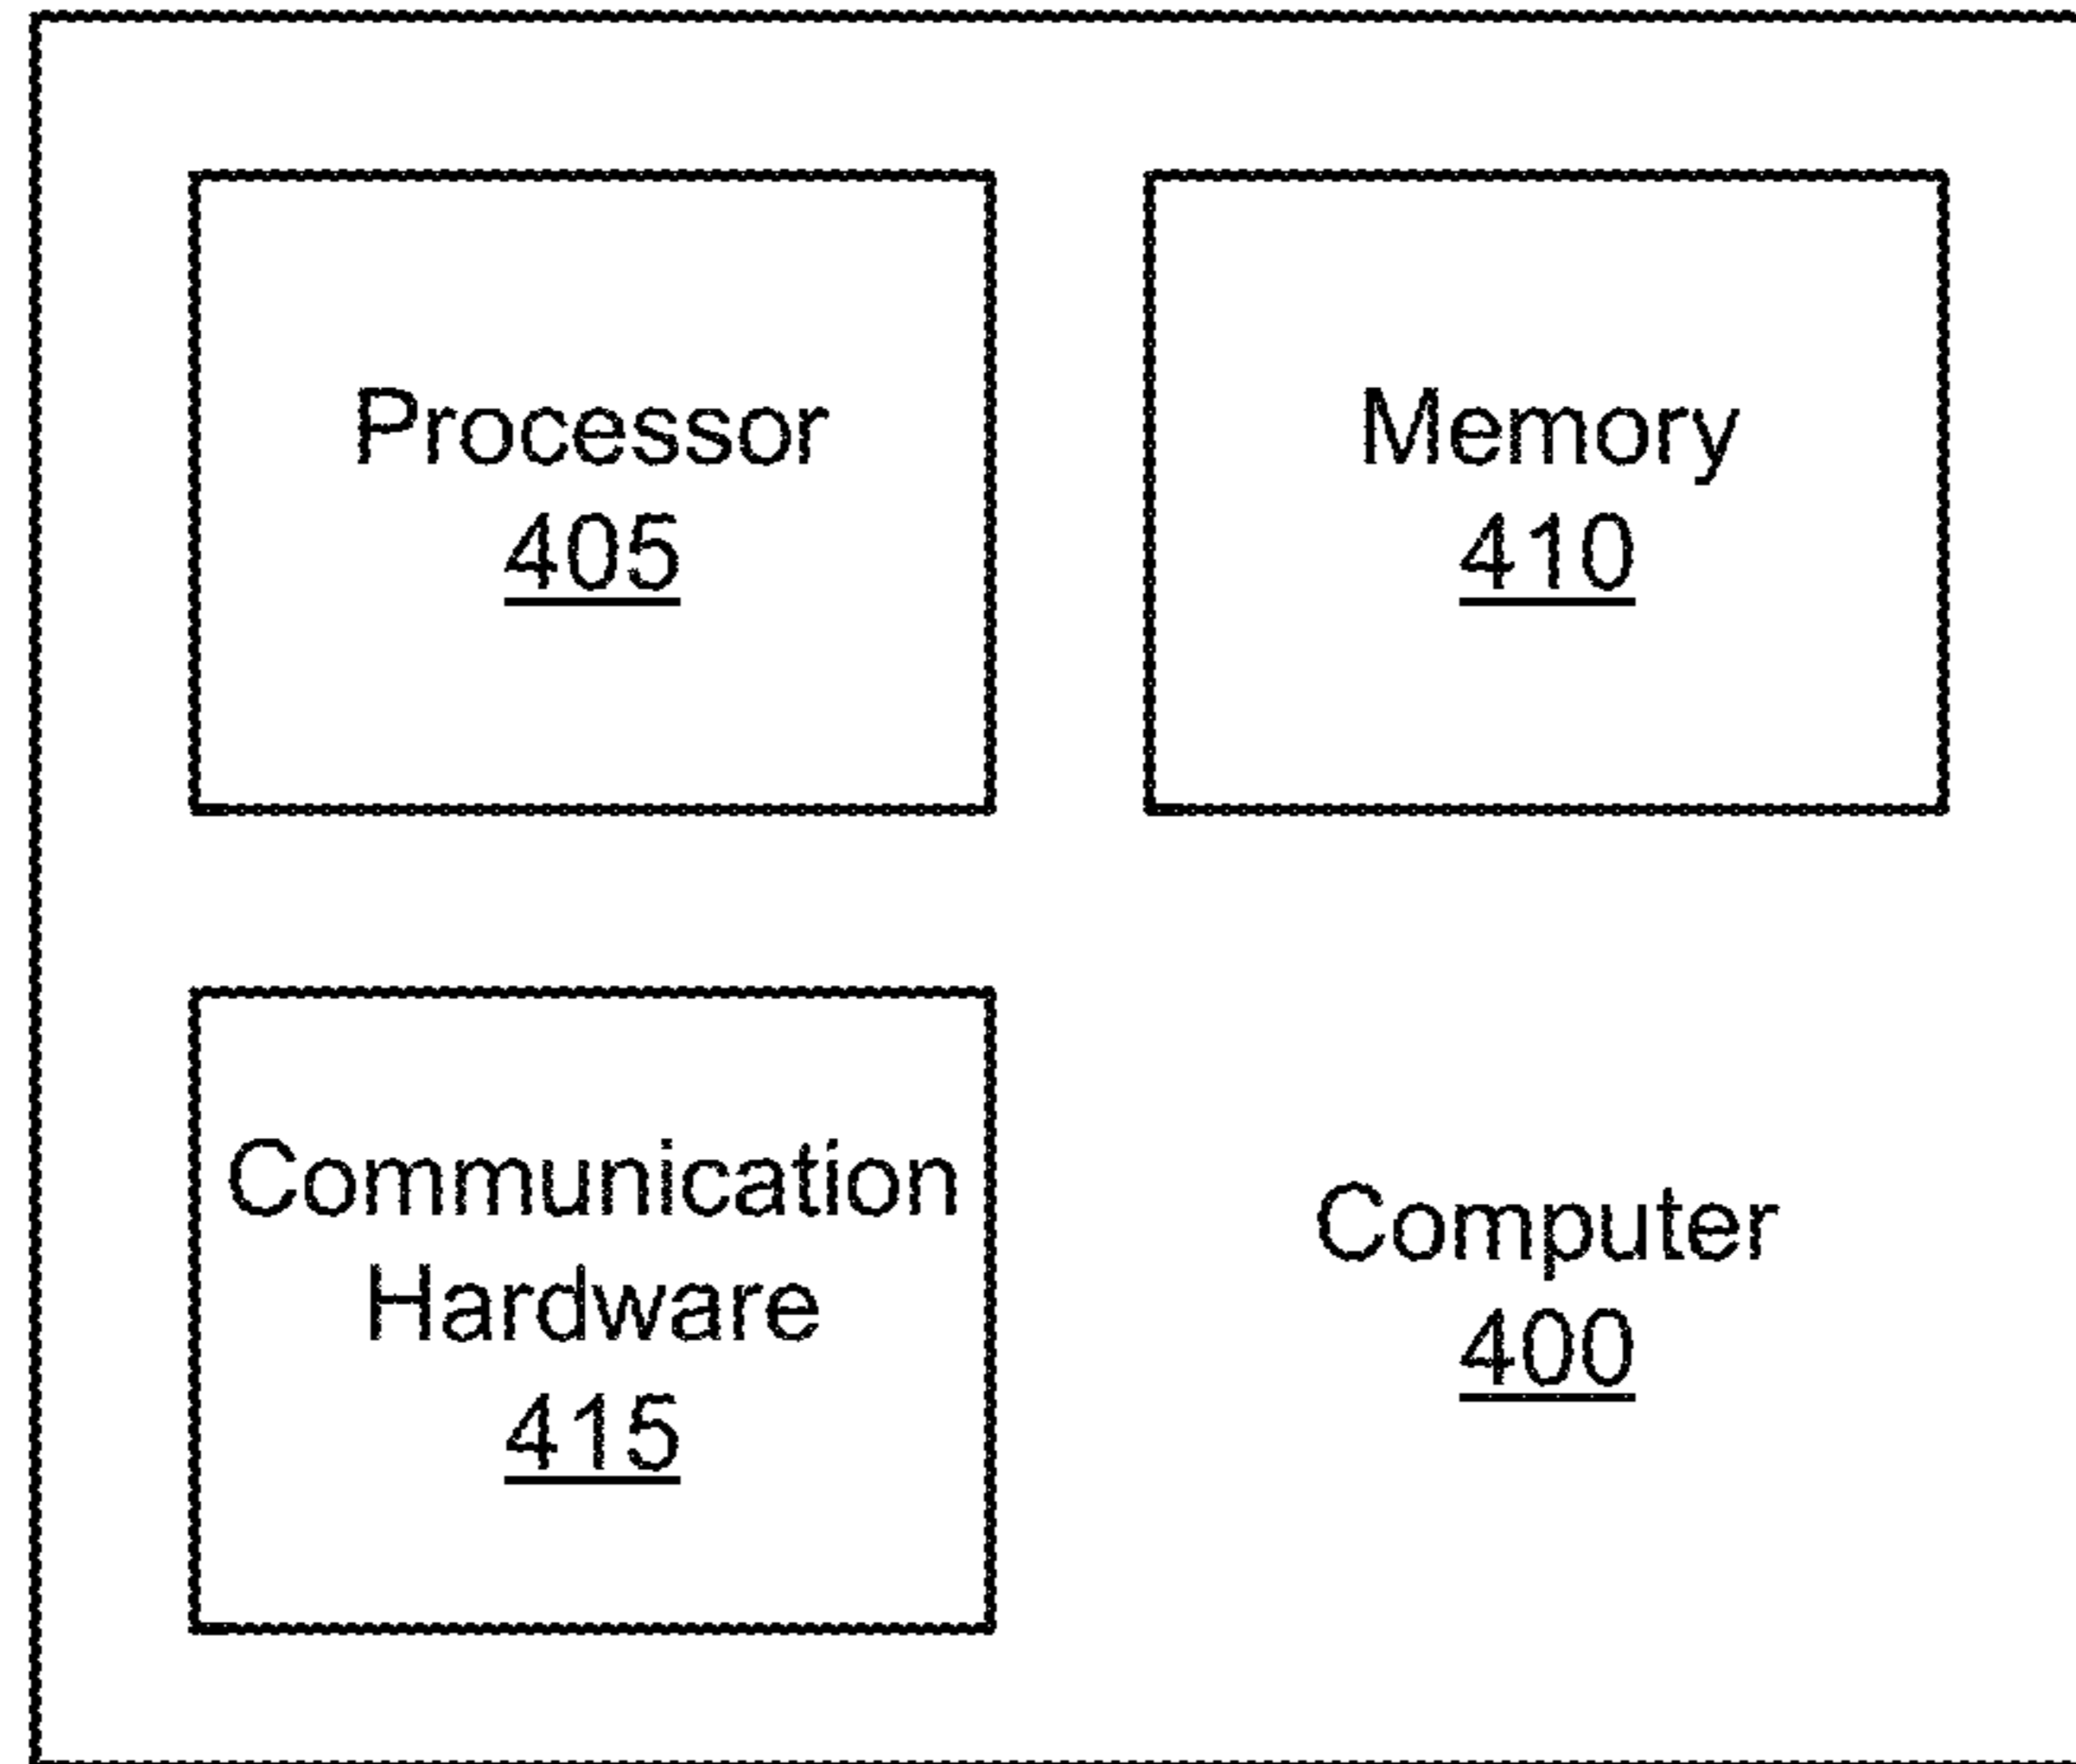 Processor
405
Memory
410
Communication
Hardware
415
Computer
400